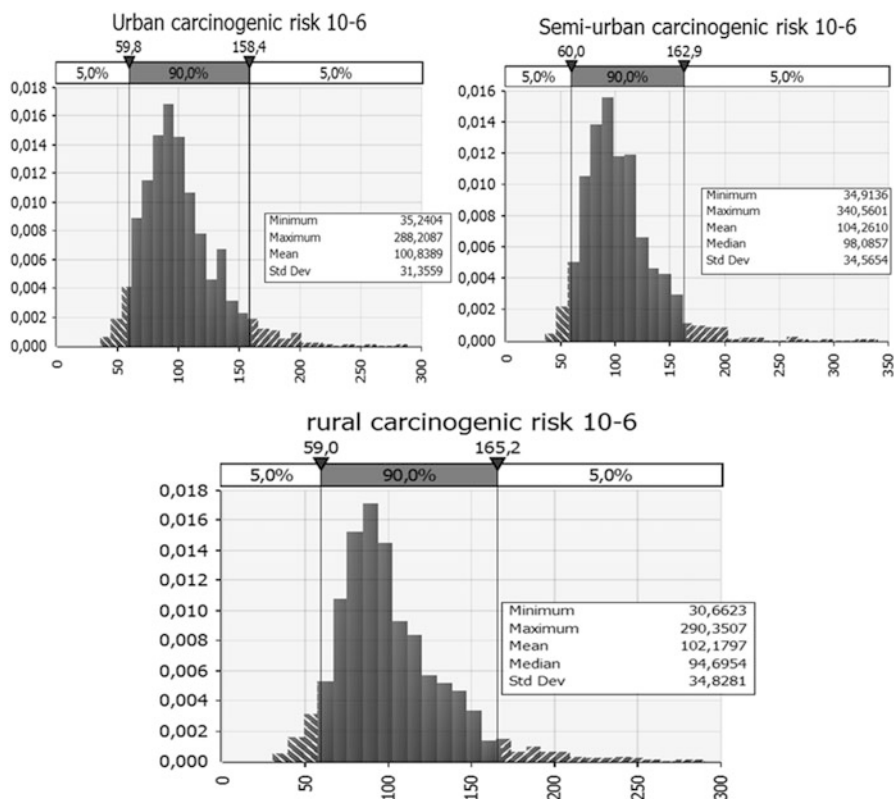 Urban carcinogenic risk 10-6
59,8 158,4
5,0% 90,0% 5,0%
0,018
0,016
0,014
0,012
0,010
0,008
0,006
0,004
0,002
0,000
Minimum 35,2404
Maximum 288,2087
Mean 100,8389
Std Dev 31,3559
0 50 100 150 200 250 300
Semi-urban carcinogenic risk 10-6
60,0 162,9
5,0% 90,0% 5,0%
0,016
0,014
0,012
0,010
0,008
0,006
0,004
0,002
0,000
Minimum 34,9136
Maximum 340,5601
Mean 104,2610
Median 98,0857
Std Dev 34,5654
0 50 100 150 200 250 300 350
rural carcinogenic risk 10-6
59,0 165,2
5,0% 90,0% 5,0%
0,018
0,016
0,014
0,012
0,010
0,008
0,006
0,004
0,002
0,000
Minimum 30,6623
Maximum 290,3507
Mean 102,1797
Median 94,6954
Std Dev 34,8281
0 50 100 150 200 250 300